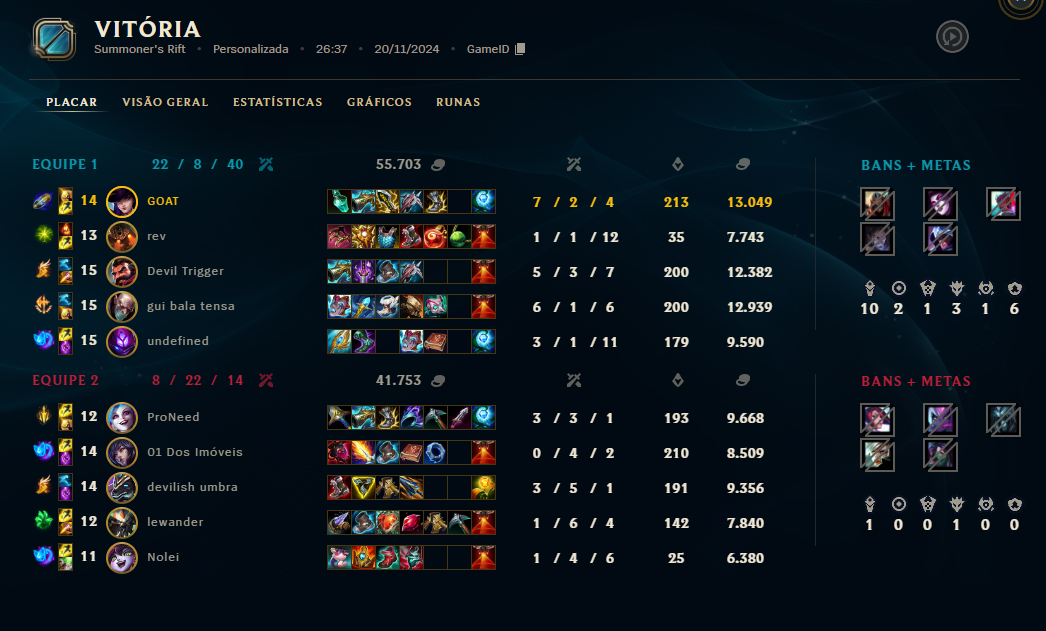 VITÓRIA
Summoner's Rift • Personalizada • 26:37 • 20/11/2024 • GameID
PLACAR VISÃO GERAL ESTATÍSTICAS GRÁFICOS RUNAS
EQUIPE 1 22 / 8 / 40 55.703 BANS + METAS
14 GOAT 7 / 2 / 4 213 13.049
13 rev 1 / 1 / 12 35 7.743
15 Devil Trigger 5 / 3 / 7 200 12.382
15 gui bala tensa 6 / 1 / 6 200 12.939
10 2 1 3 1 6
15 undefined 3 / 1 / 11 179 9.590
EQUIPE 2 8 / 22 / 14 41.753 BANS + METAS
12 ProNeed 3 / 3 / 1 193 9.668
14 01 Dos Imóveis 0 / 4 / 2 210 8.509
14 devilish umbra 3 / 5 / 1 191 9.356
12 lewander 1 / 6 / 4 142 7.840
1 0 0 1 0 0
11 Nolei 1 / 4 / 6 25 6.380